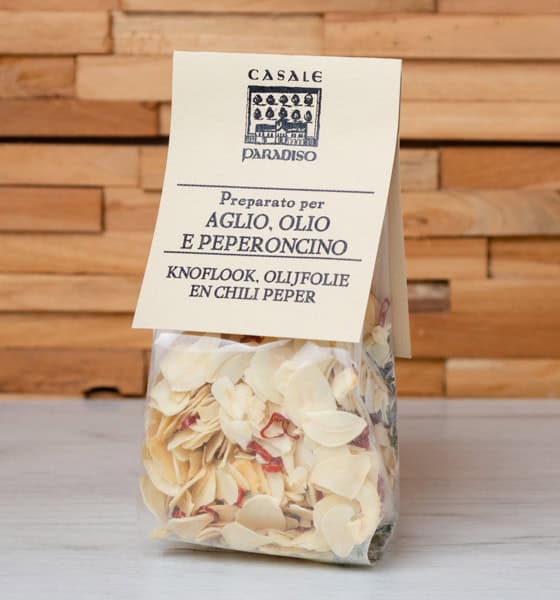 CASALE
PARADISO
Preparato per
AGLIO, OLIO
E PEPERONCINO
KNOFLOOK, OLIJFOLIE
EN CHILI PEPER